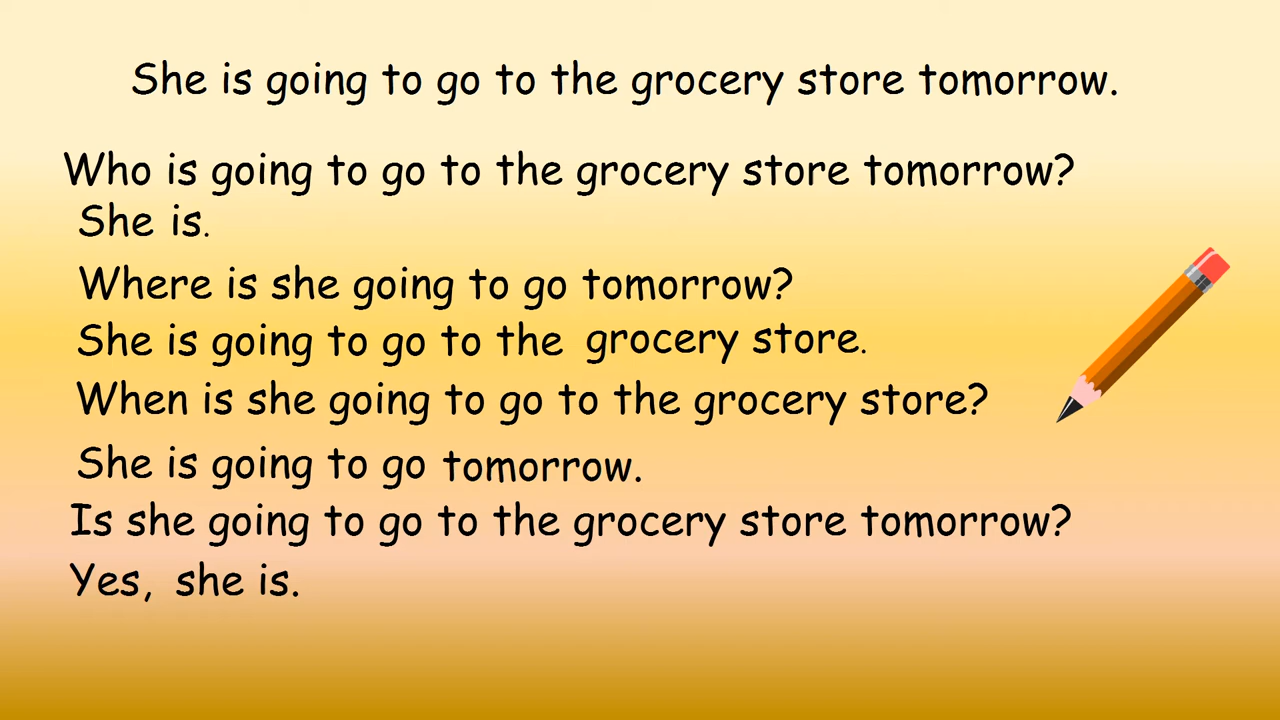 She is going to go to the grocery store tomorrow.
Who is going to go to the grocery store tomorrow?
She is.
Where is she going to go tomorrow?
She is going to go to the grocery store.
When is she going to go to the grocery store?
She is going to go tomorrow.
Is she going to go to the grocery store tomorrow?
Yes, she is.